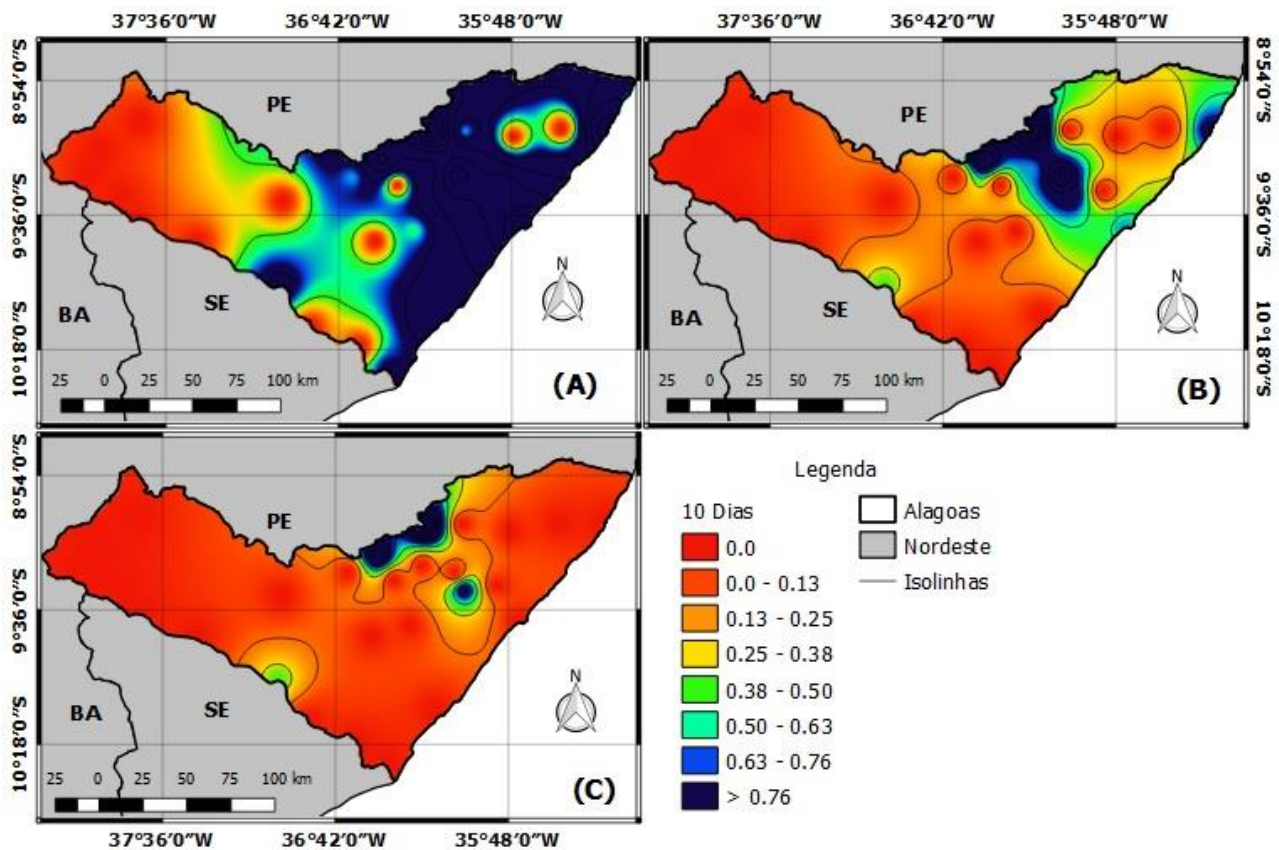 37°36′0″W 36°42′0″W 35°48′0″W 37°36′0″W 36°42′0″W 35°48′0″W
8°54′0″S 9°36′0″S 10°18′0″S
PE
BA
SE
N
25 0 25 50 75 100 km
(A)
PE
BA
SE
N
25 0 25 50 75 100 km
(B)
8°54′0″S 9°36′0″S 10°18′0″S
8°54′0″S 9°36′0″S 10°18′0″S
PE
BA
SE
N
25 0 25 50 75 100 km
(C)
37°36′0″W 36°42′0″W 35°48′0″W
Legenda
10 Dias
0.0
0.0 - 0.13
0.13 - 0.25
0.25 - 0.38
0.38 - 0.50
0.50 - 0.63
0.63 - 0.76
> 0.76
Alagoas
Nordeste
Isolinhas